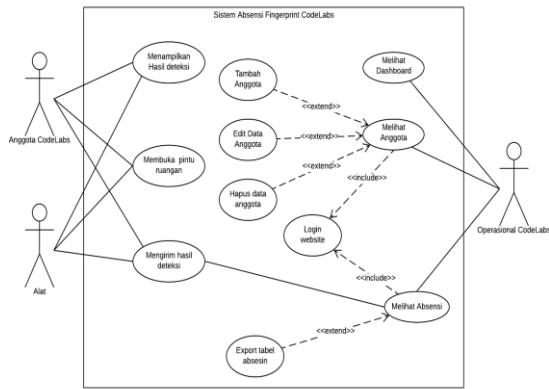 Sistem Absensi Fingerprint CodeLabs
Menampilkan
Hasil deteksi
Melihat
Dashboard
Tambah
Anggota
<<extend>>
Anggota CodeLabs
Edit Data
Anggota
<<extend>>
Melihat
Anggota
Membuka pintu
ruangan
<<extend>>
Hapus data
anggota
<<include>>
Login
website
Operasional CodeLabs
Mengirim hasil
deteksi
Alat
<<include>>
Melihat Absensi
<<extend>>
Export tabel
absesin